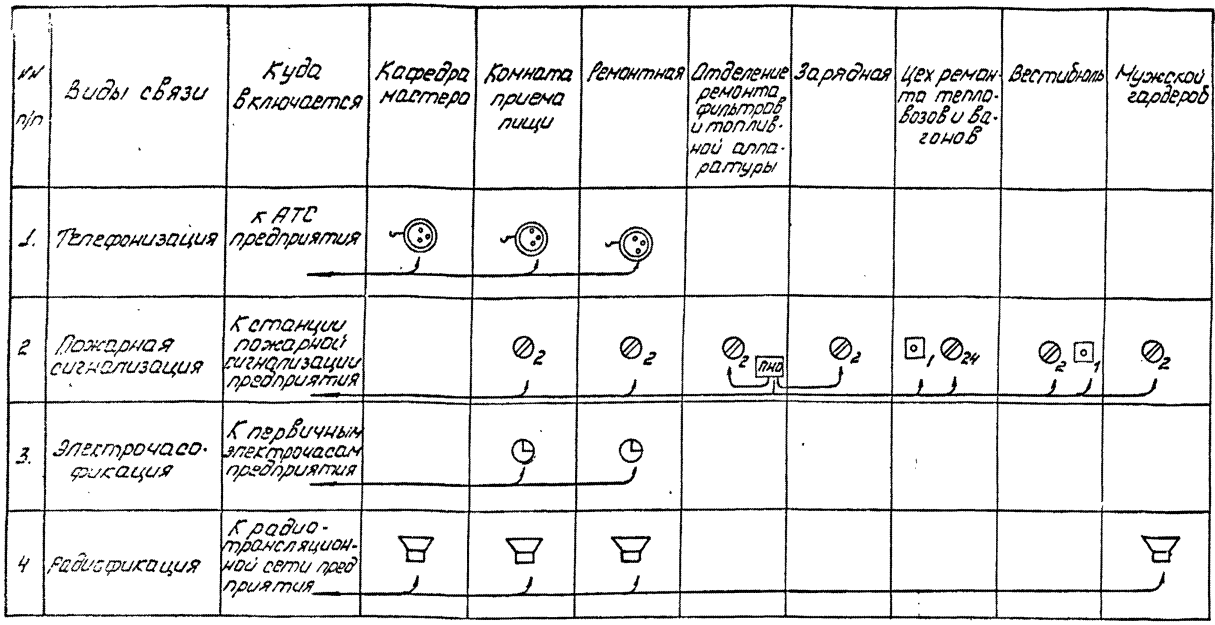 NN
п/п
Виды связи
Куда
включается
Кафедра
мастера
Комната
приема
пищи
Ремонтная
Отделение
ремонта
фильтров
и топлив-
ной аппа-
ратуры
Зарядная
Цех ремон-
та тепло-
возов и ва-
гонов
Вестибюль
Мужской
гардероб
1.
Телефонизация
К АТС
предприятия
2
Пожарная
сигнализация
К станции
пожарной
сигнализации
предприятия
2
2
2
ПНО
2
1
24
2
1
2
3.
Электрочасо-
фикация
К первичным
электрочасам
предприятия
4
Радиофикация
К радио-
трансляцион-
ной сети пред
приятия